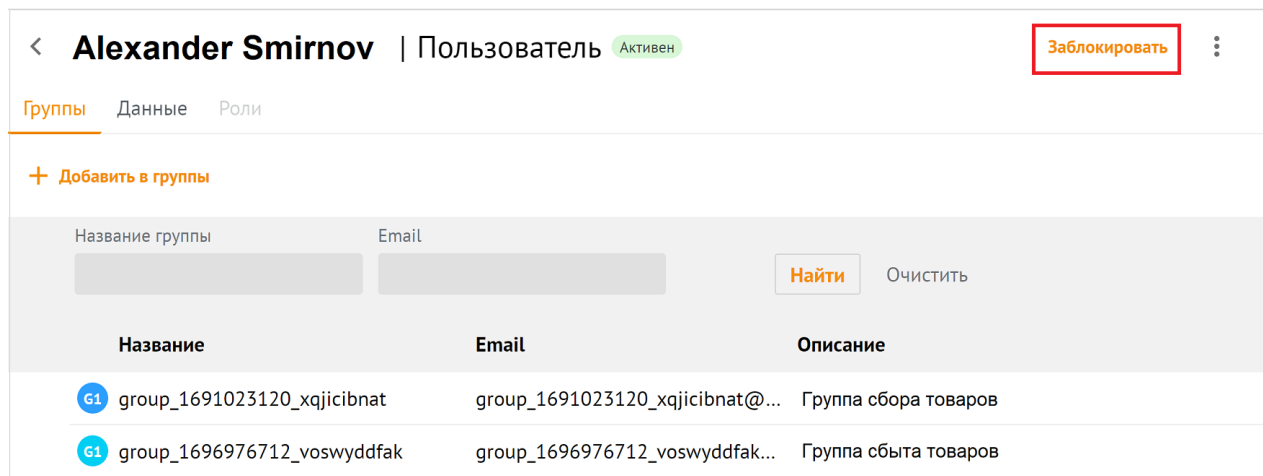 Alexander Smirnov | Пользователь Активен Заблокировать
Группы Данные Роли
+ Добавить в группы
Название группы Email
Найти Очистить
Название Email Описание
G1 group_1691023120_xqjicibnat group_1691023120_xqjicibnat@... Группа сбора товаров
G1 group_1696976712_voswyddfak group_1696976712_voswyddfak... Группа сбыта товаров